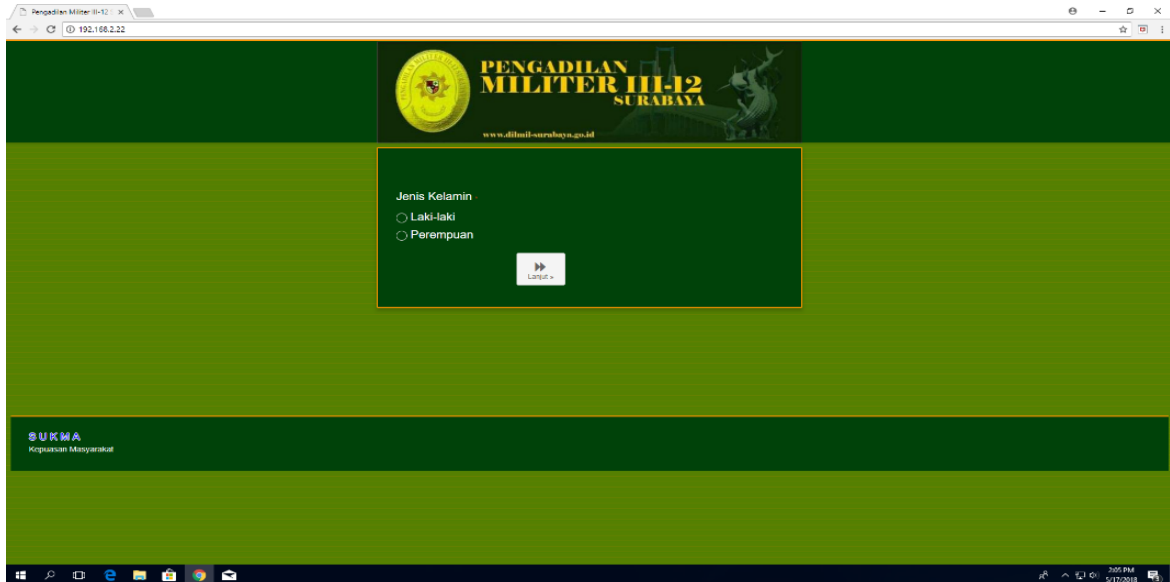 Pengadilan Militer III-12
192.168.2.22
PENGADILAN
MILITER III-12
SURABAYA
www.dilmil-surabaya.go.id
Jenis Kelamin
Laki-laki
Perempuan
Lanjut »
SUKMA
Kepuasan Masyarakat
2:05 PM
5/17/2018